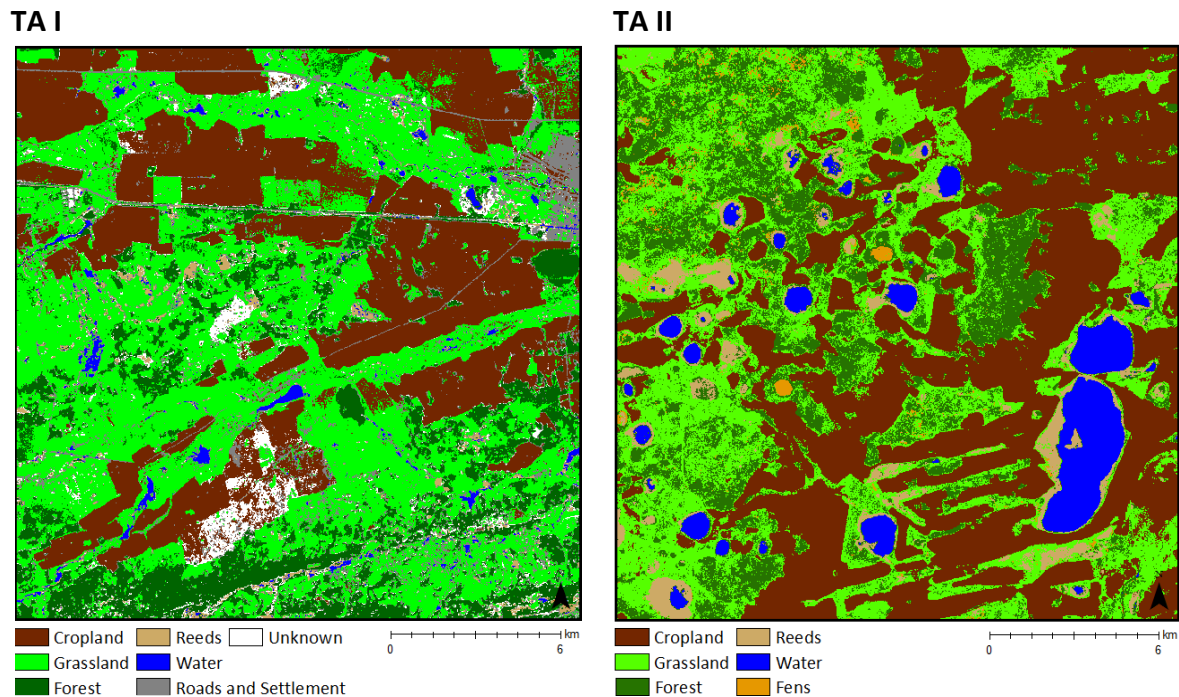 TA I
TA II
Cropland Reeds Unknown
Grassland Water
Forest Roads and Settlement
km
0 6
Cropland Reeds
Grassland Water
Forest Fens
km
0 6